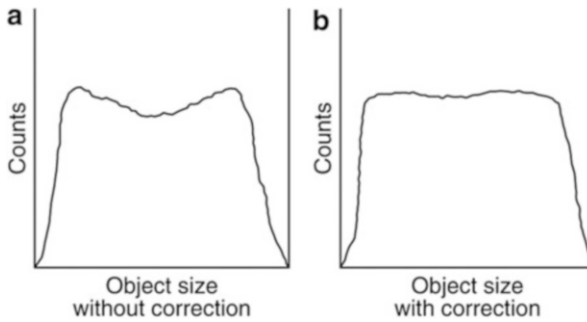 a
Counts
Object size
without correction
b
Counts
Object size
with correction